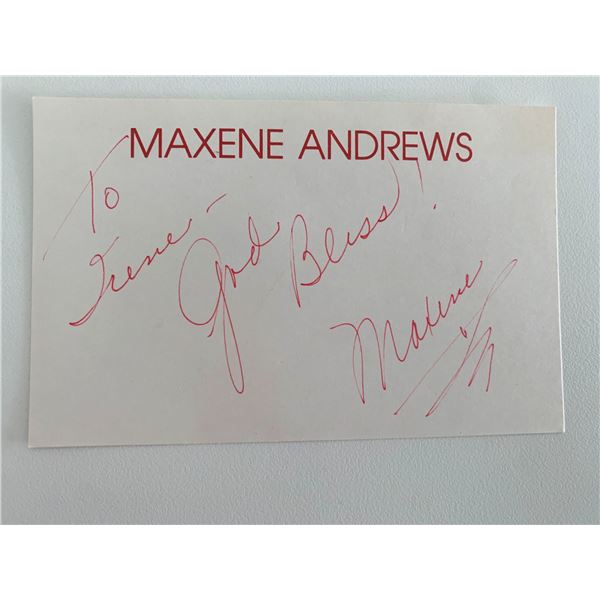 MAXENE ANDREWS
To
Irene -
God Bless!
Maxene